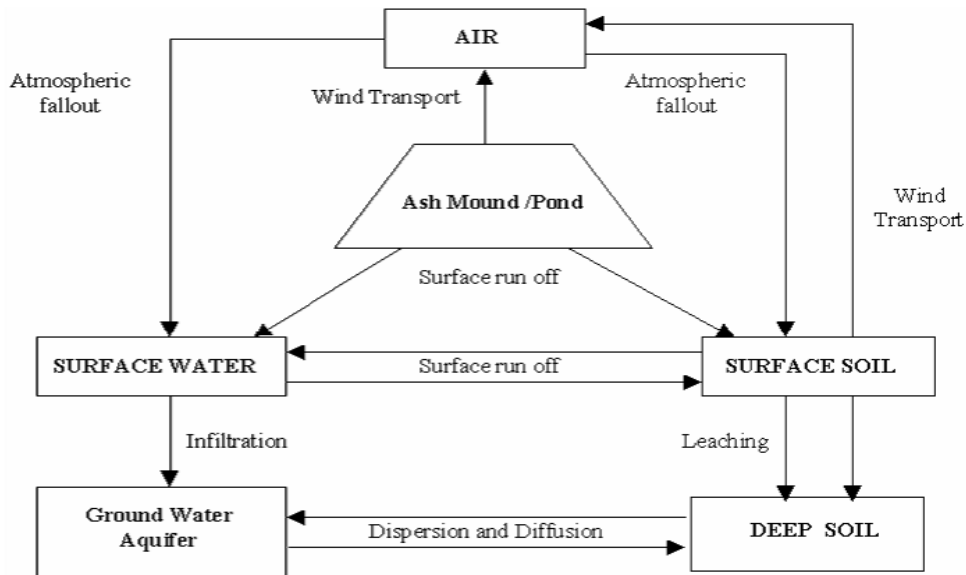 AIR
Atmospheric
fallout
Wind Transport
Atmospheric
fallout
Ash Mound /Pond
Wind
Transport
Surface run off
SURFACE WATER
Surface run off
SURFACE SOIL
Infiltration
Leaching
Ground Water
Aquifer
Dispersion and Diffusion
DEEP SOIL